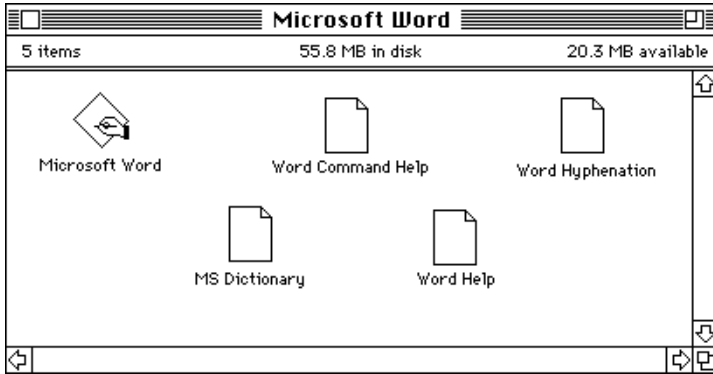 Microsoft Word
5 items 55.8 MB in disk 20.3 MB available
Microsoft Word Word Command Help Word Hyphenation
MS Dictionary Word Help